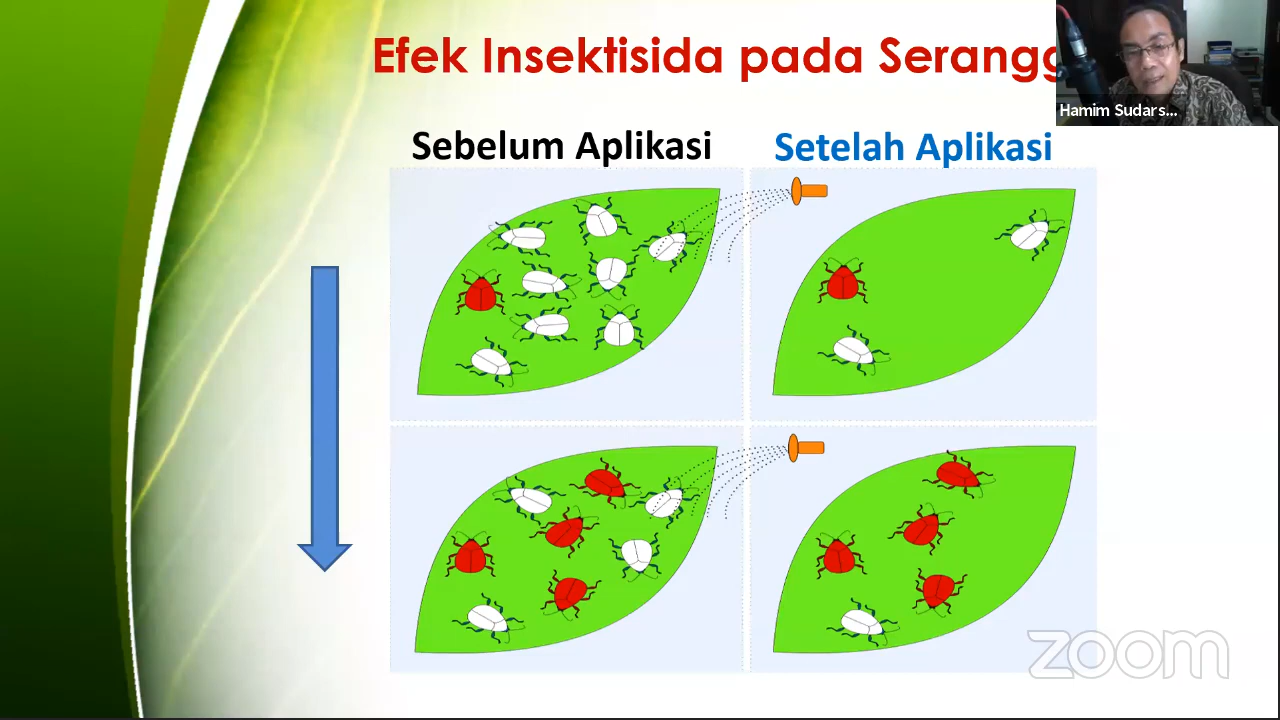 Efek Insektisida pada Serangg
Hamim Sudars...
Sebelum Aplikasi
Setelah Aplikasi
zoom